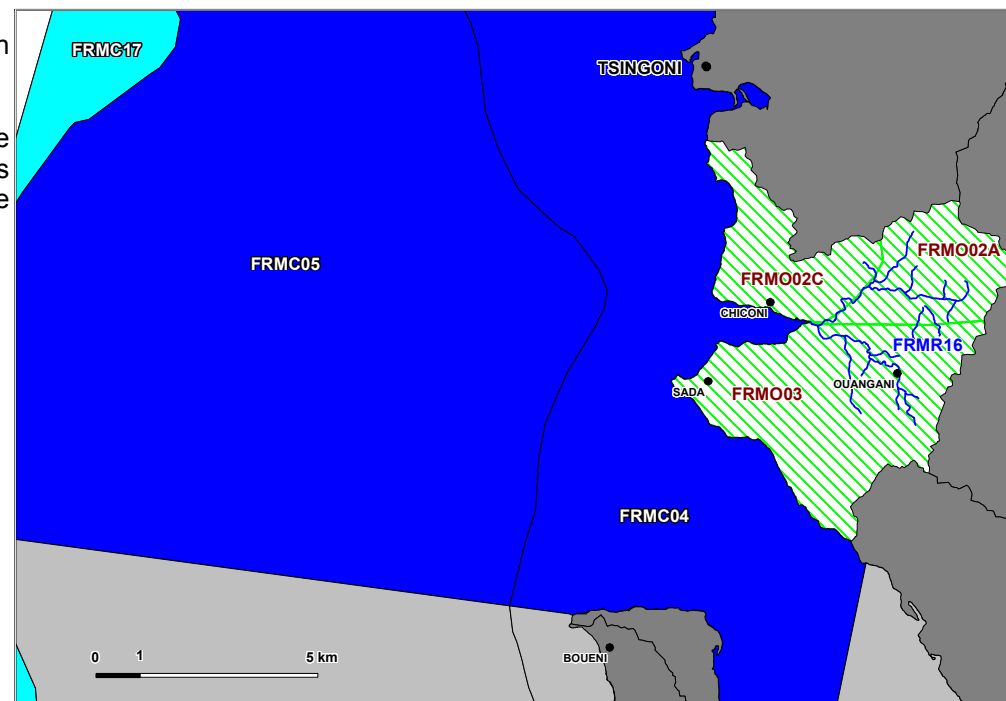 n
FRMC17
TSINGONI
e
s
e
FRMO02A
FRMC05
FRMO02C
CHICONI
FRMR16
OUANGANI
SADA
FRMO03
FRMC04
BOUENI
0 1 5 km